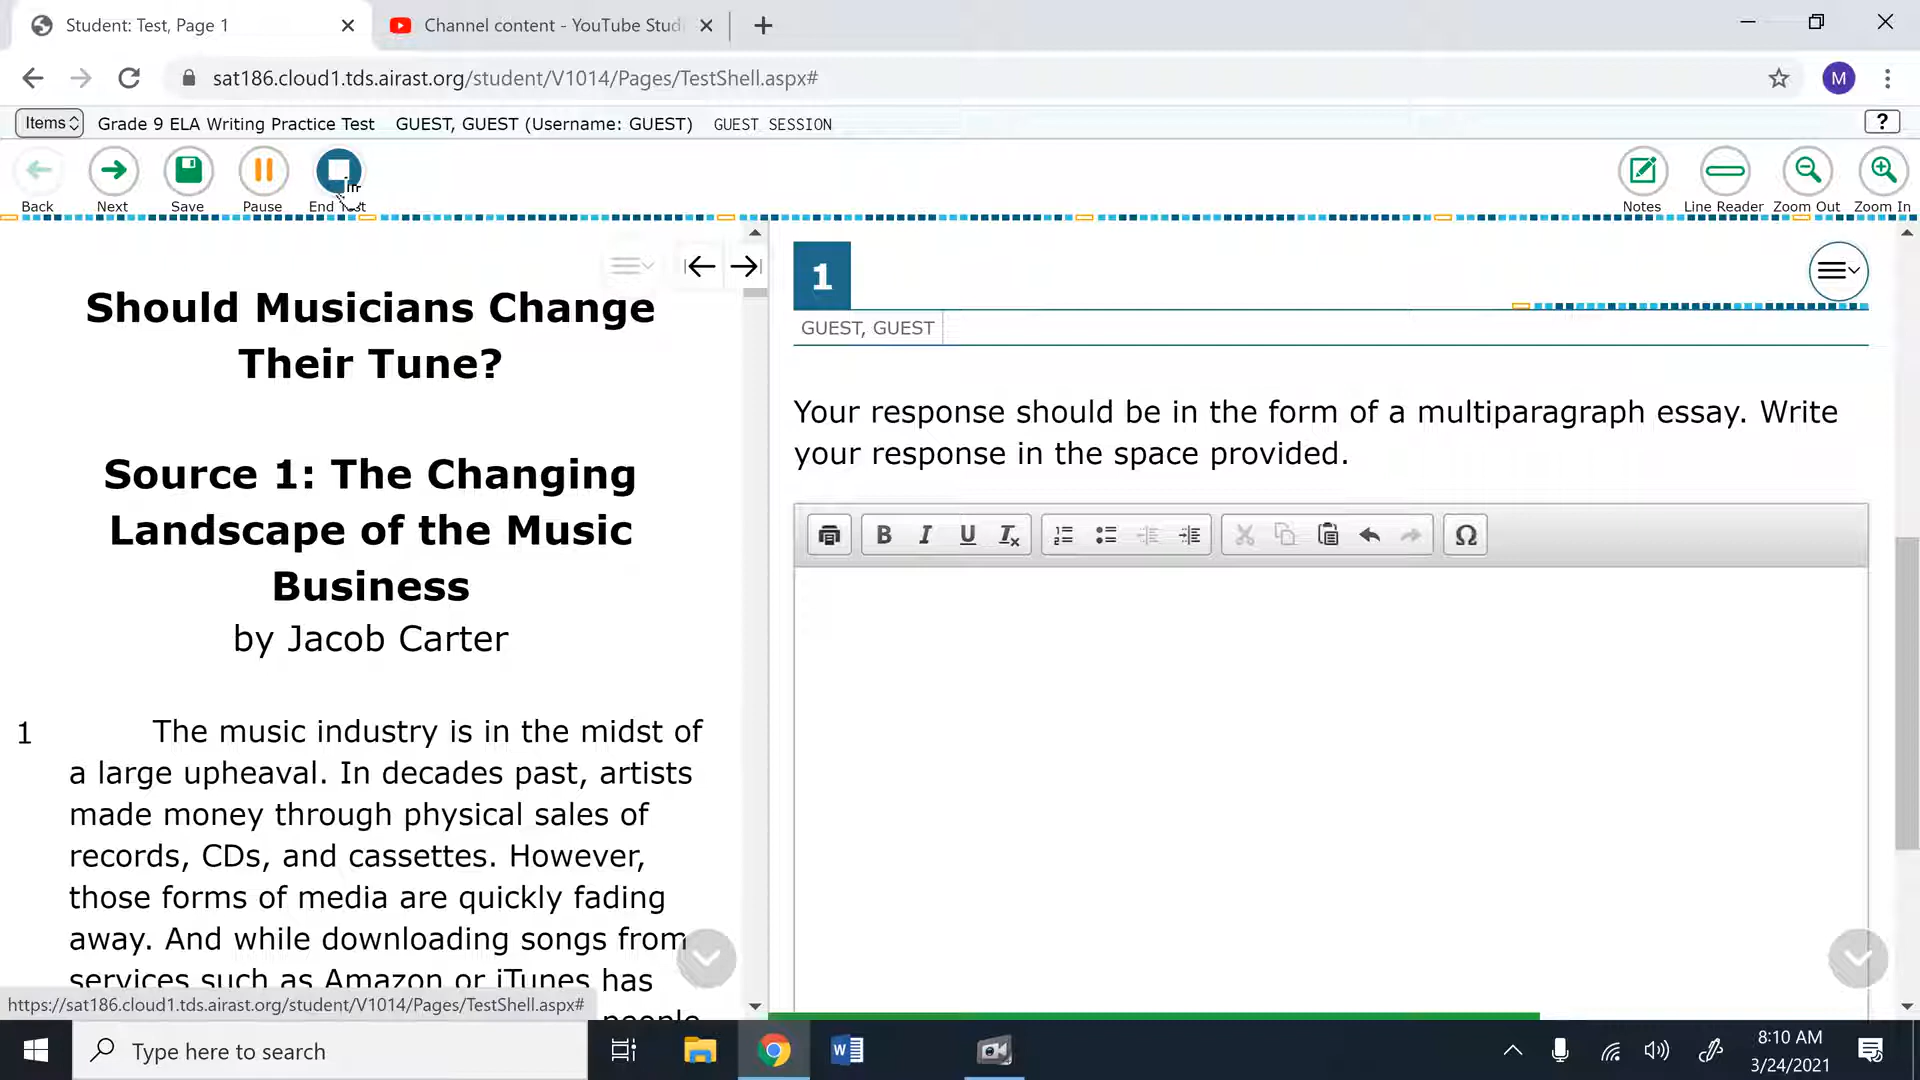 Student: Test, Page 1
Channel content - YouTube Stud
sat186.cloud1.tds.airast.org/student/V1014/Pages/TestShell.aspx#
M
Items
Grade 9 ELA Writing Practice Test GUEST, GUEST (Username: GUEST) GUEST SESSION
?
Back Next Save Pause End Test
Notes Line Reader Zoom Out Zoom In
Should Musicians Change
Their Tune?
Source 1: The Changing
Landscape of the Music
Business
by Jacob Carter
1 The music industry is in the midst of
a large upheaval. In decades past, artists
made money through physical sales of
records, CDs, and cassettes. However,
those forms of media are quickly fading
away. And while downloading songs from
services such as Amazon or iTunes has
people
1
GUEST, GUEST
Your response should be in the form of a multiparagraph essay. Write
your response in the space provided.
B I U Tx
Ω
https://sat186.cloud1.tds.airast.org/student/V1014/Pages/TestShell.aspx#
Type here to search
8:10 AM
3/24/2021